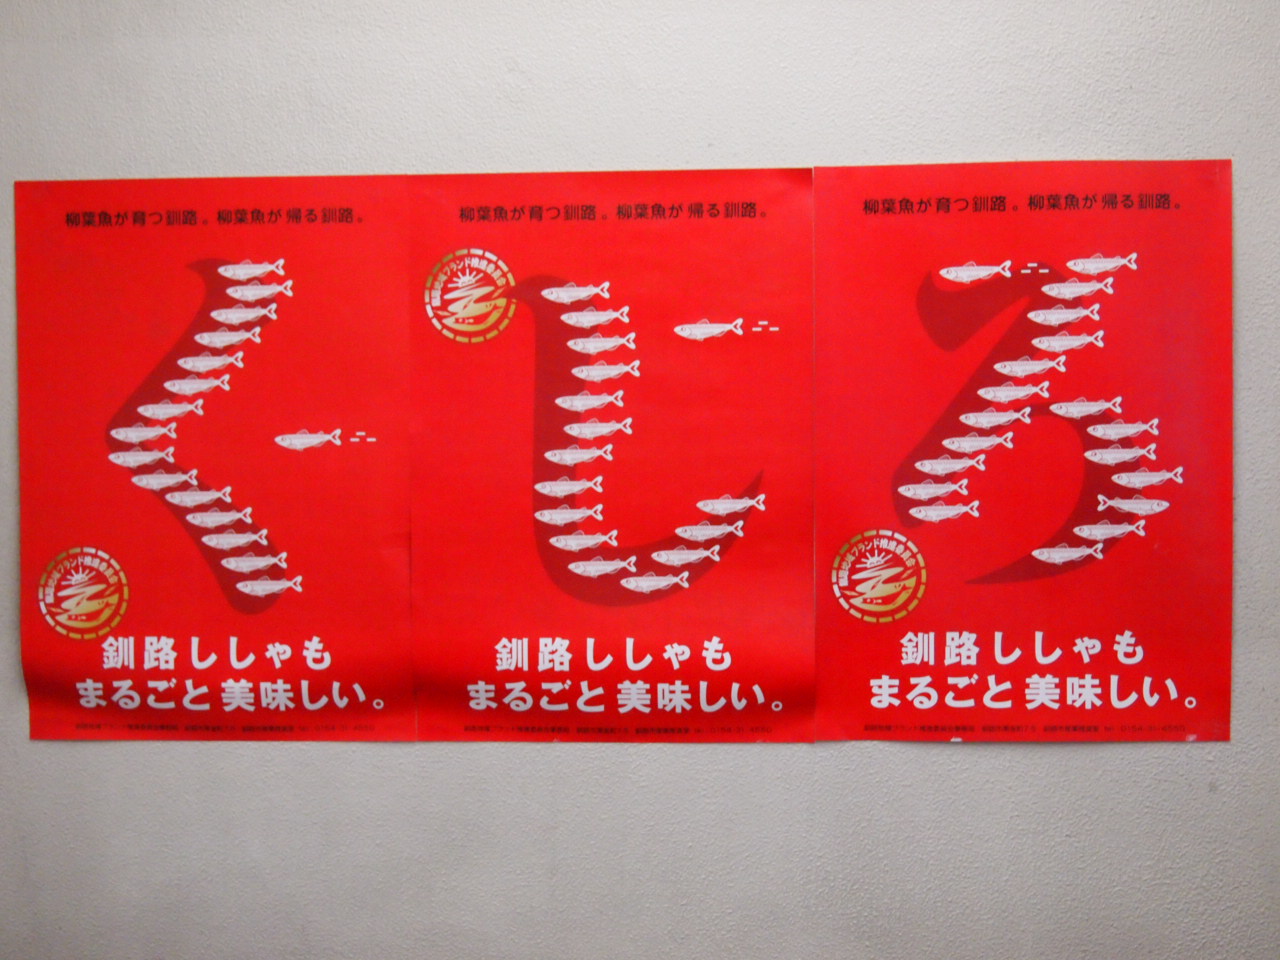 柳葉魚が育つ釧路。柳葉魚が帰る釧路。
く
釧路ししゃも
まるごと美味しい。
柳葉魚が育つ釧路。柳葉魚が帰る釧路。
し
釧路ししゃも
まるごと美味しい。
柳葉魚が育つ釧路。柳葉魚が帰る釧路。
ろ
釧路ししゃも
まるごと美味しい。